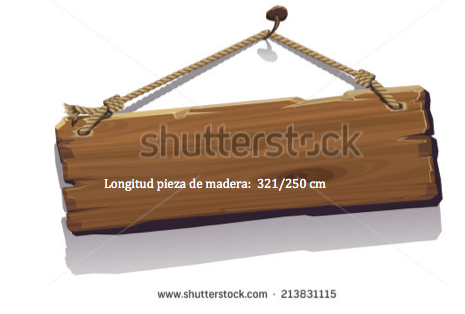 shutterstock
Longitud pieza de madera: 321/250 cm
www.shutterstock.com · 213831115